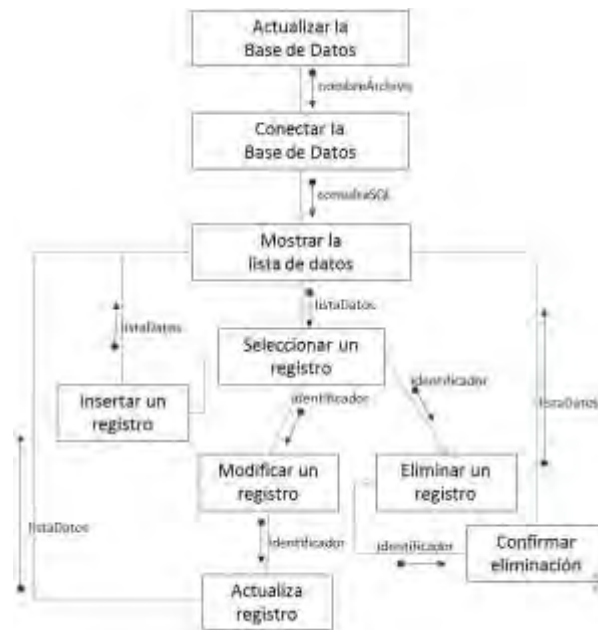 Actualizar la
Base de Datos
nombreArchivo
Conectar la
Base de Datos
consultaSQL
Mostrar la
lista de datos
listaDatos
listaDatos
Seleccionar un
registro
identificador
identificador
listaDatos
Insertar un
registro
Modificar un
registro
Eliminar un
registro
listaDatos
identificador
identificador
Confirmar
eliminación
Actualiza
registro